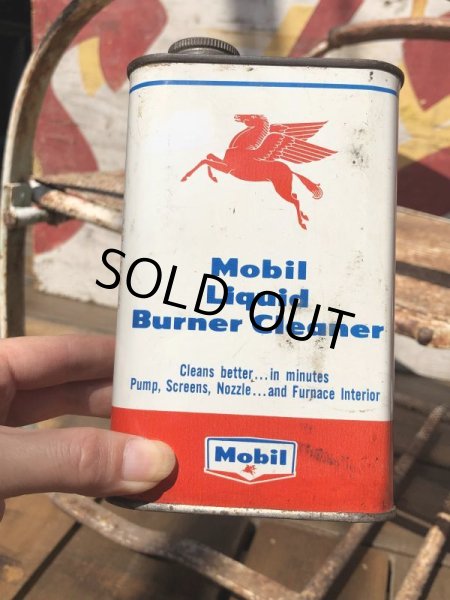 Mobil
Liquid
Burner Cleaner
SOLD OUT
Cleans better...in minutes
Pump, Screens, Nozzle...and Furnace Interior
Mobil